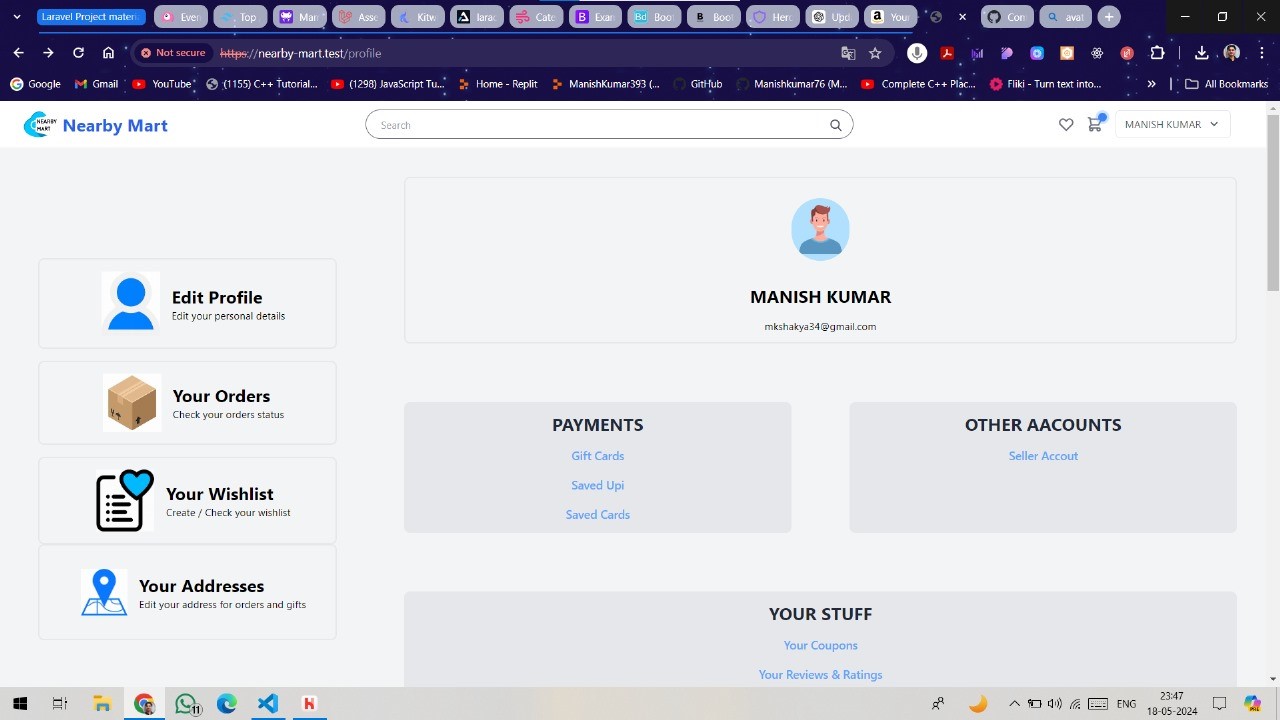 Laravel Project materi
Even
Top
Man
Asse
Kitw
larac
Cate
Exan
Boo
Boot
Hero
Upd
Your
Con
avat
Not secure
https://nearby-mart.test/profile
Google
Gmail
YouTube
(1155) C++ Tutorial...
(1298) JavaScript Tu...
Home - Replit
ManishKumar393 (...
GitHub
Manishkumar76 (M...
Complete C++ Plac...
Fliki - Turn text into...
All Bookmarks
NEARBY MART
Nearby Mart
Search
MANISH KUMAR
MANISH KUMAR
mkshakya34@gmail.com
Edit Profile
Edit your personal details
Your Orders
Check your orders status
Your Wishlist
Create / Check your wishlist
Your Addresses
Edit your address for orders and gifts
PAYMENTS
Gift Cards
Saved Upi
Saved Cards
OTHER AACOUNTS
Seller Accout
YOUR STUFF
Your Coupons
Your Reviews & Ratings
11
ENG
23:47
18-05-2024